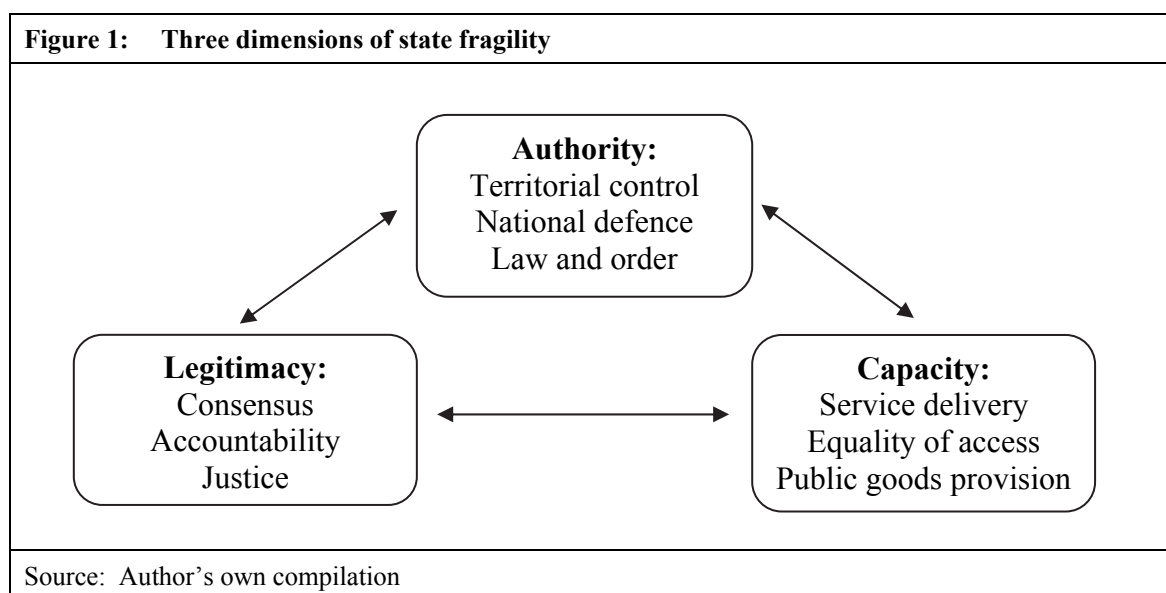 Figure 1: Three dimensions of state fragility
Authority:
Territorial control
National defence
Law and order
Legitimacy:
Consensus
Accountability
Justice
Capacity:
Service delivery
Equality of access
Public goods provision
Source: Author’s own compilation